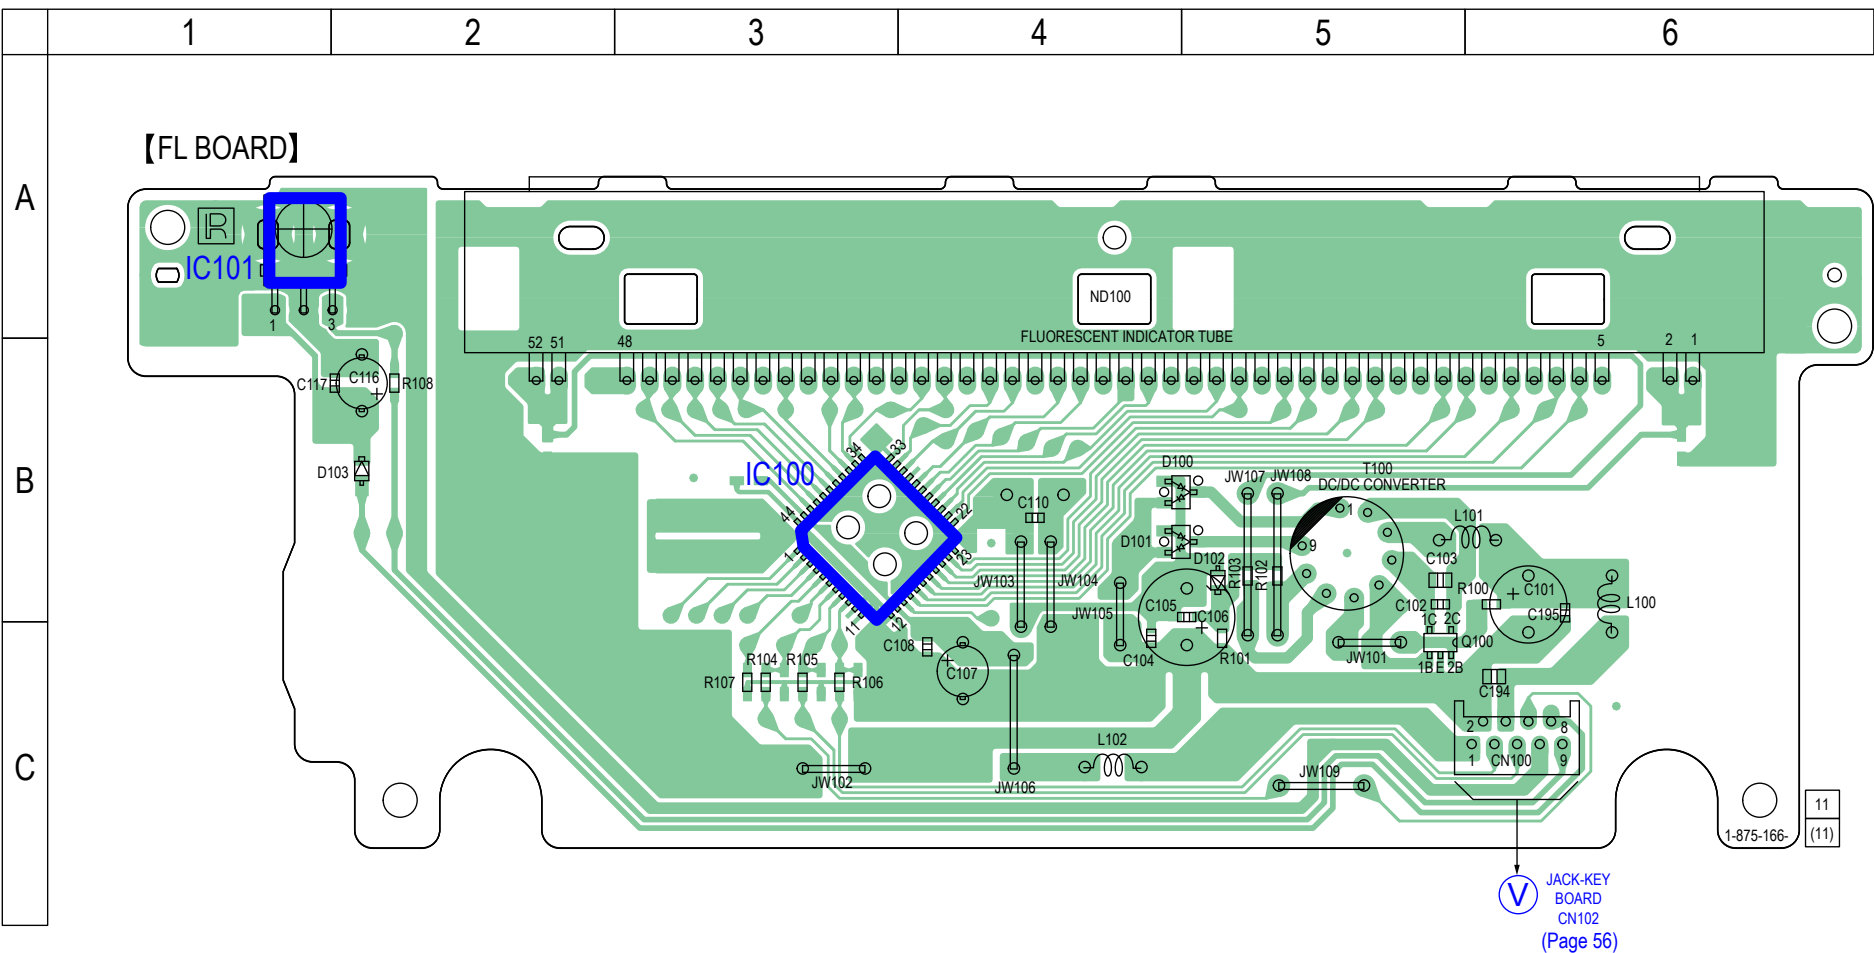 1 2 3 4 5 6
A
B
C
【FL BOARD】
R
IC101
1 3
ND100
FLUORESCENT INDICATOR TUBE
52 51 48 5 2 1
C117 C116 + R108
D103
IC100
34 33
44 22
1 23
11 12
D100
JW107 JW108
T100
DC/DC CONVERTER
1
9
C110
D101
D102
R103 R102
L101
C103
R100
C101 +
C195
L100
JW103 JW104
JW105
C105
C106
+
C102
1C 2C
Q100
1B E 2B
JW101
C104
R101
C108
+
C107
R104 R105
R107 R106
C194
2 8
1 CN100 9
L102
JW102
JW106
JW109
11
1-875-166- (11)
V
JACK-KEY
BOARD
CN102
(Page 56)